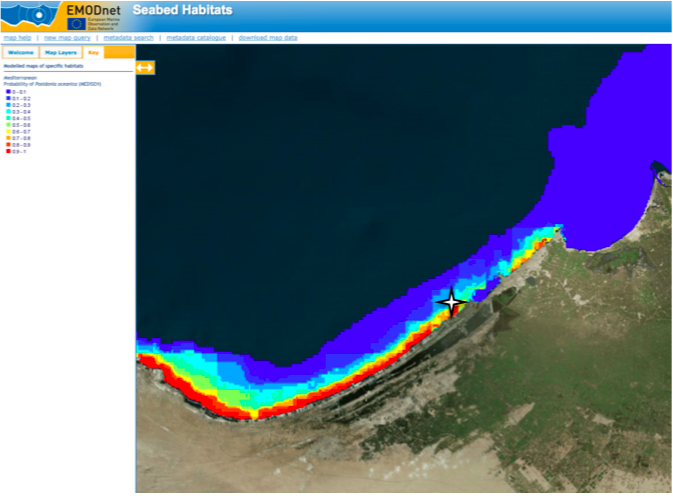 EMODnet
European Marine
Observation and
Data Network
Seabed Habitats
map help | new map query | metadata search | metadata catalogue | download map data
Welcome Map Layers Key
Modelled maps of specific habitats
Mediterranean
Probability of Posidonia oceanica (MEDISEH)
0 - 0.1
0.1 - 0.2
0.2 - 0.3
0.3 - 0.4
0.4 - 0.5
0.5 - 0.6
0.6 - 0.7
0.7 - 0.8
0.8 - 0.9
0.9 - 1